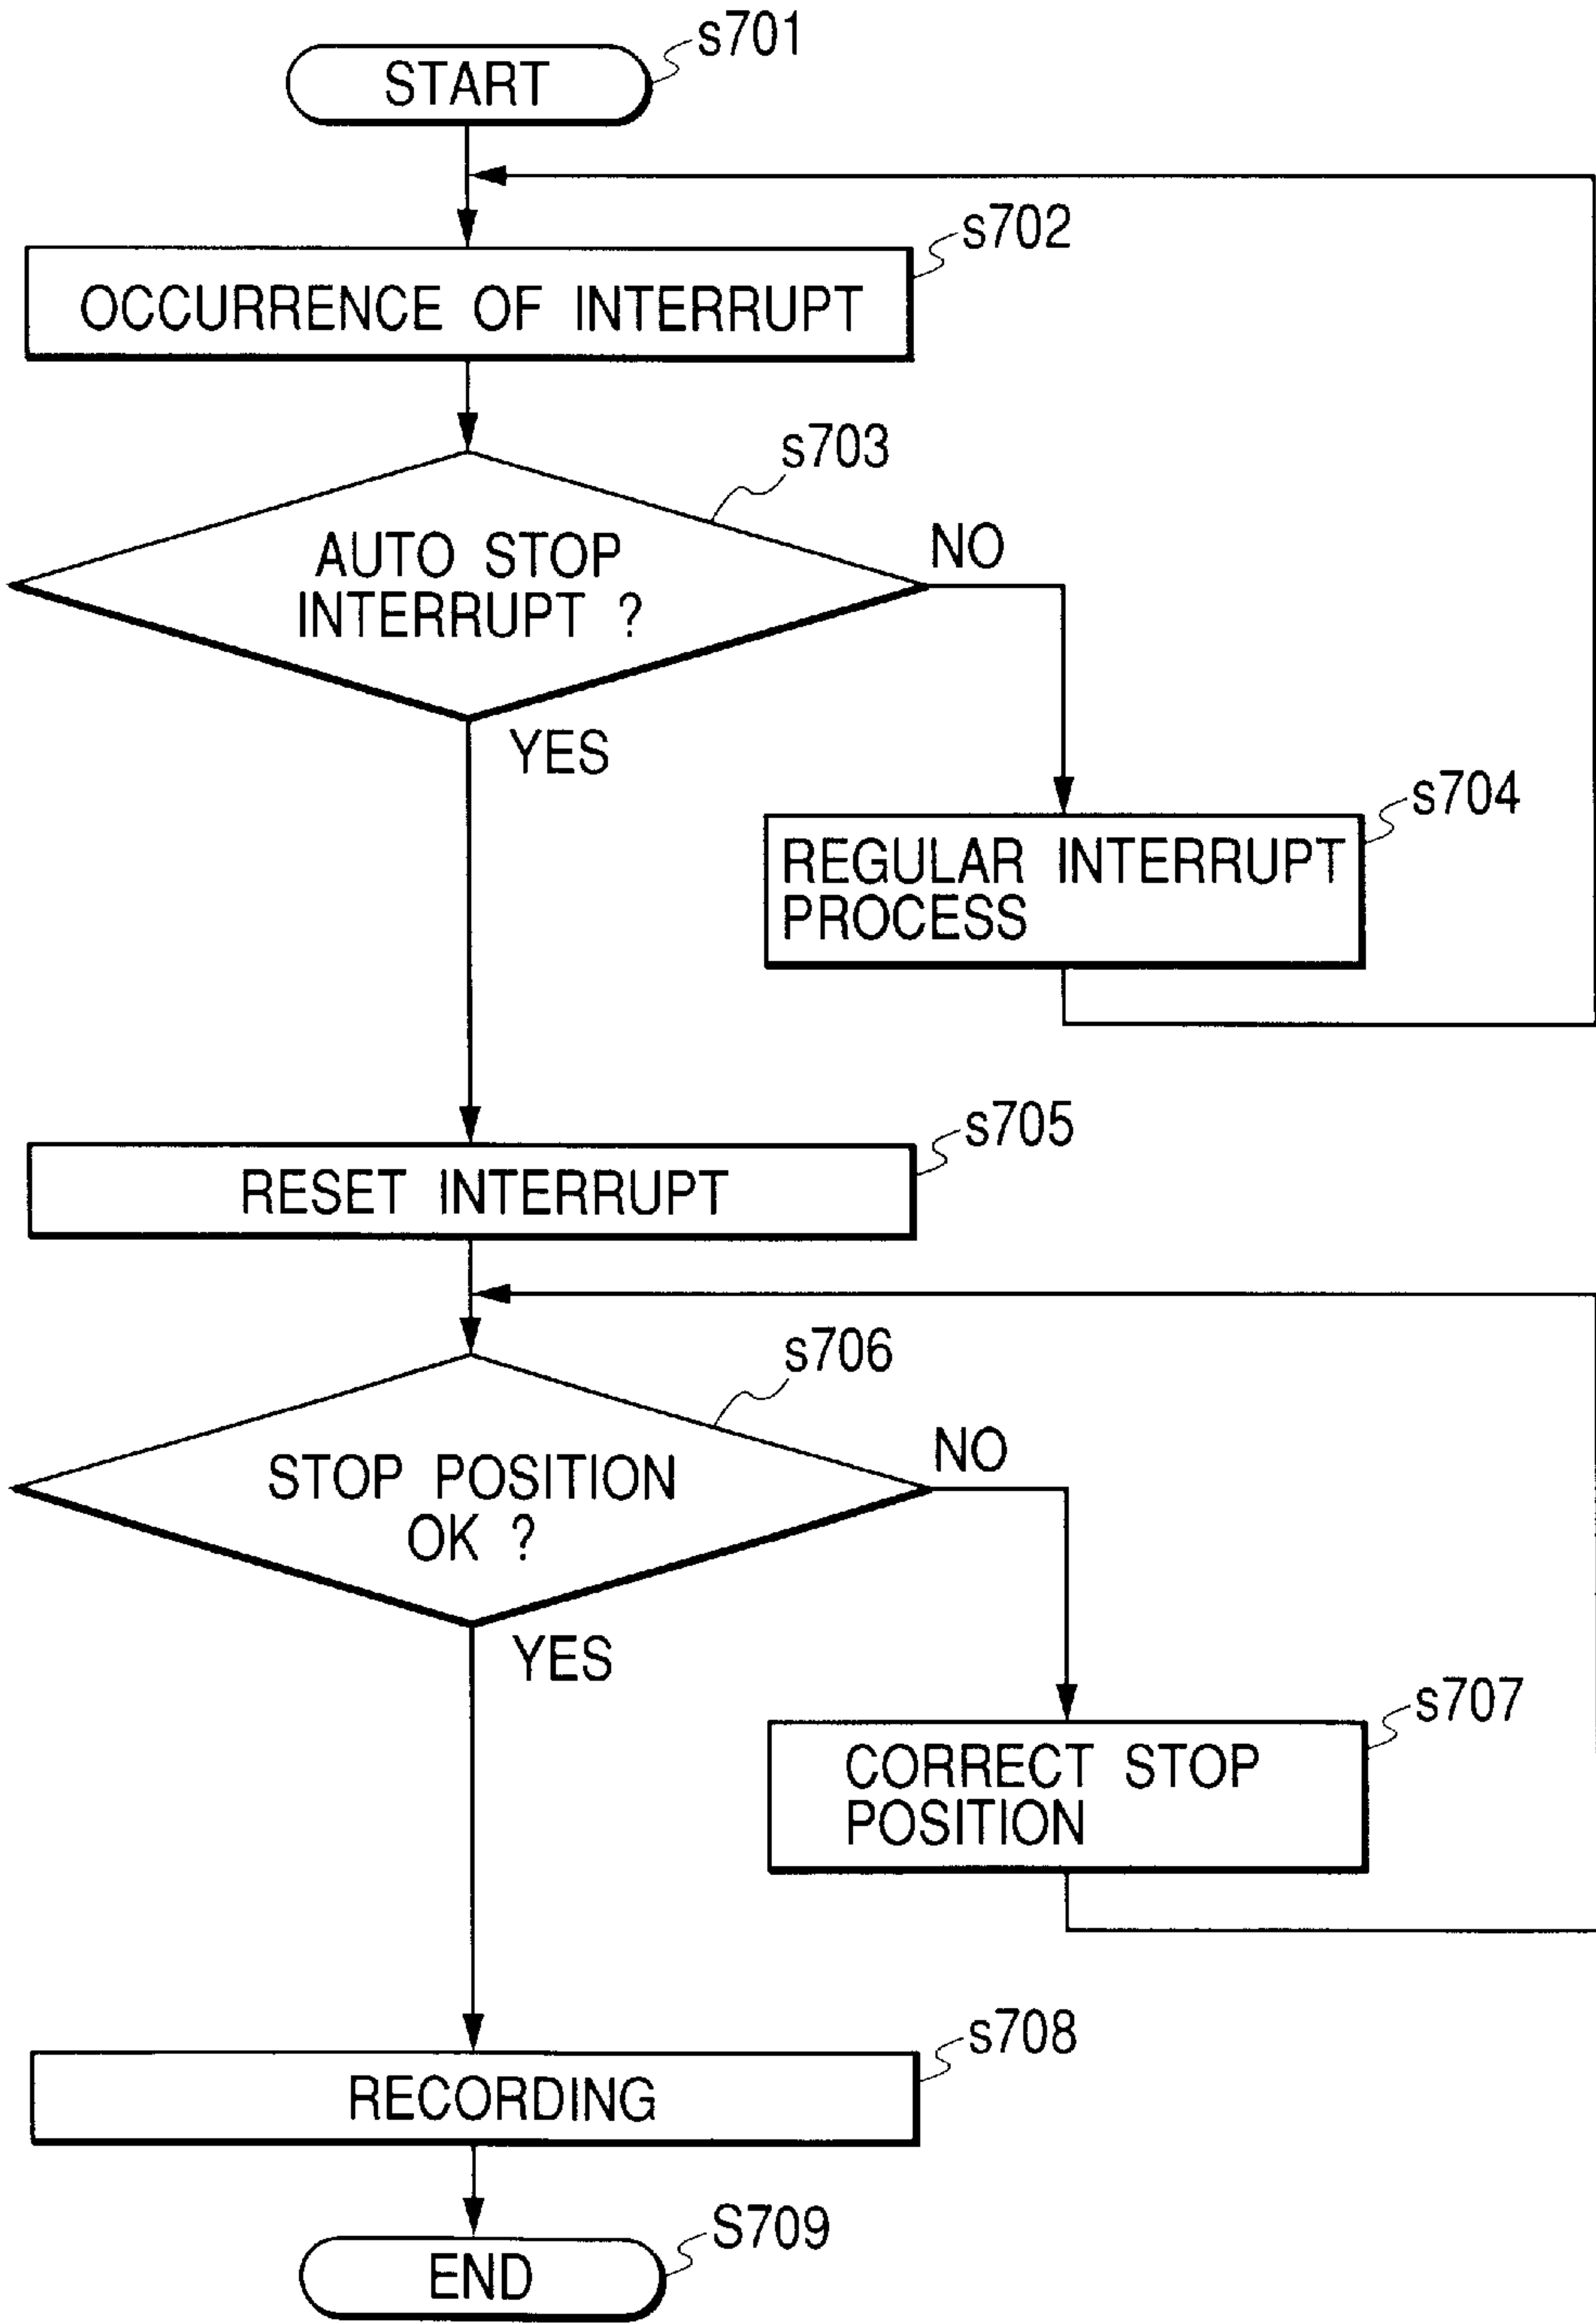 s701
START
s702
OCCURRENCE OF INTERRUPT
s703
AUTO STOP
INTERRUPT ?
NO
YES
s704
REGULAR INTERRUPT
PROCESS
s705
RESET INTERRUPT
s706
STOP POSITION
OK ?
NO
YES
s707
CORRECT STOP
POSITION
s708
RECORDING
S709
END